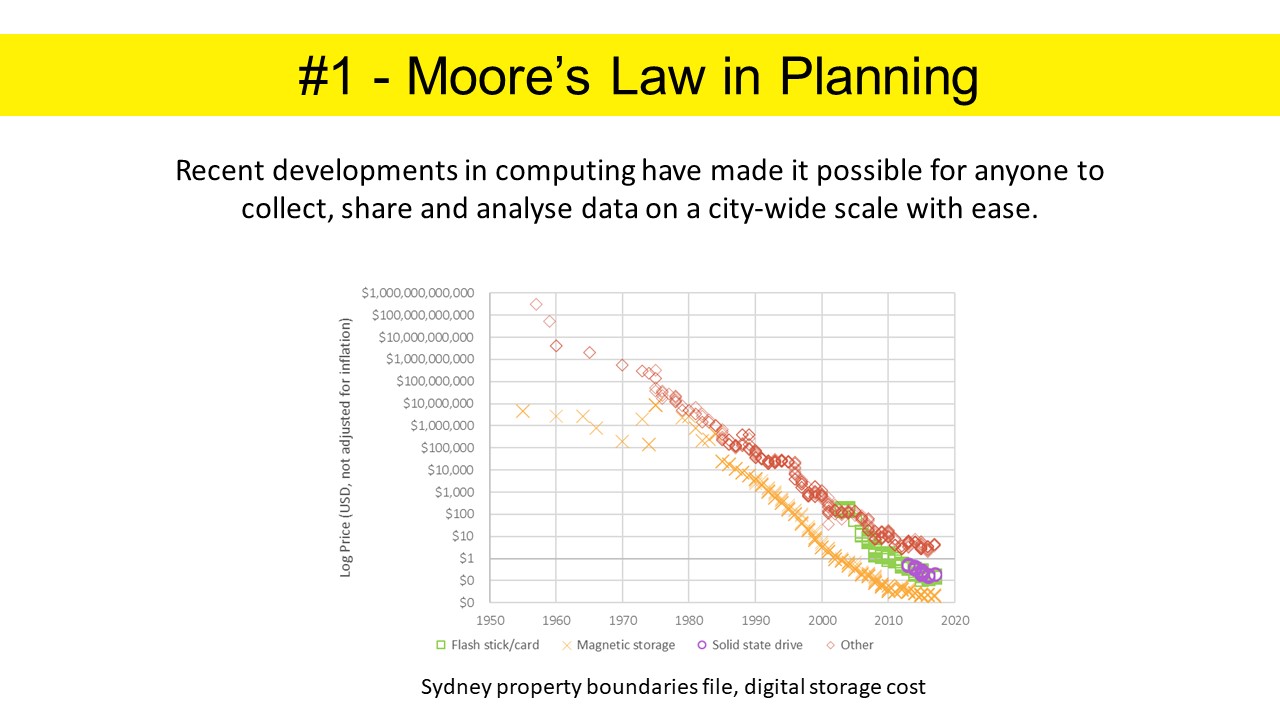 #1 - Moore’s Law in Planning
Recent developments in computing have made it possible for anyone to
collect, share and analyse data on a city-wide scale with ease.
Log Price (USD, not adjusted for inflation)
$1,000,000,000,000
$100,000,000,000
$10,000,000,000
$1,000,000,000
$100,000,000
$10,000,000
$1,000,000
$100,000
$10,000
$1,000
$100
$10
$1
$0
$0
1950 1960 1970 1980 1990 2000 2010 2020
Flash stick/card Magnetic storage Solid state drive Other
Sydney property boundaries file, digital storage cost